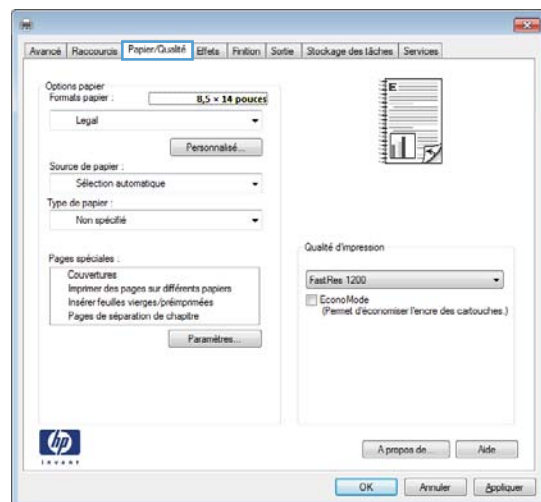 Avancé Raccourcis Papier/Qualité Effets Finition Sortie Stockage des tâches Services
Options papier
Formats papier : 8,5 × 14 pouces
Legal
Personnalisé...
Source de papier :
Sélection automatique
Type de papier :
Non spécifié
Pages spéciales :
Couvertures
Imprimer des pages sur différents papiers
Insérer feuilles vierges/préimprimées
Pages de séparation de chapitre
Paramètres...
E
Qualité d'impression
FastRes 1200
EconoMode
(Permet d'économiser l'encre des cartouches.)
hp
invent
A propos de... Aide
OK Annuler Appliquer